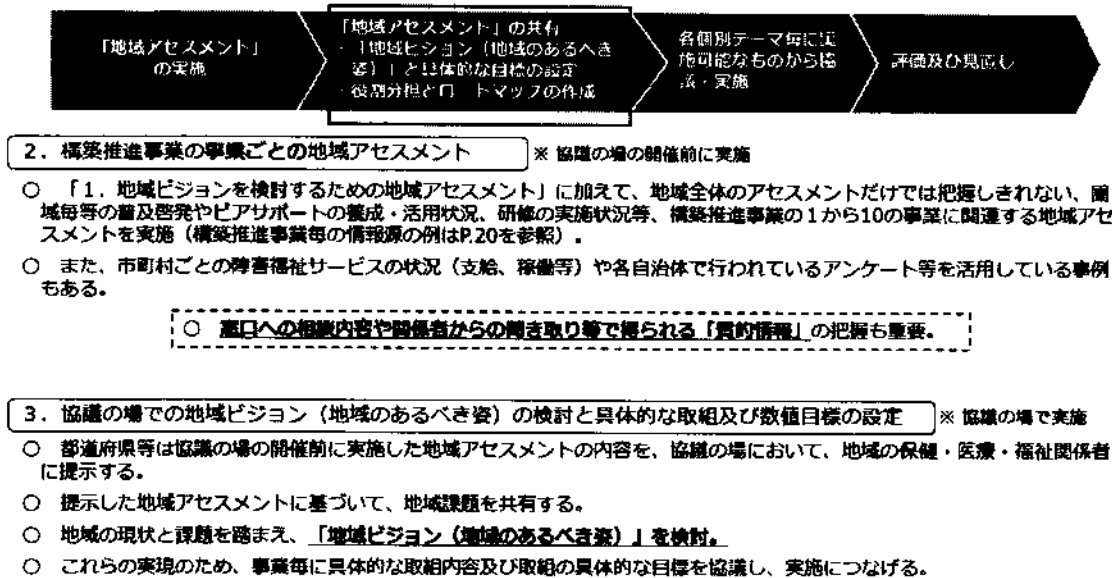 「地域アセスメント」
の実施
「地域アセスメント」の共有
・「地域ビジョン（地域のあるべき
姿）」と具体的な目標の設定
・役割分担とロードマップの作成
各個別テーマ毎に実
施可能なものから協
議・実施
評価及び見直し
2．構築推進事業の事業ごとの地域アセスメント ※ 協議の場の開催前に実施
○ 「1．地域ビジョンを検討するための地域アセスメント」に加えて、地域全体のアセスメントだけでは把握しきれない、圏
域毎等の普及啓発やピアサポートの養成・活用状況、研修の実施状況等、構築推進事業の1から10の事業に関連する地域アセ
スメントを実施（構築推進事業毎の情報源の例はP.20を参照）。
○ また、市町村ごとの障害福祉サービスの状況（支給、稼働等）や各自治体で行われているアンケート等を活用している事例
もある。
○ 窓口への相談内容や関係者からの聞き取り等で得られる「質的情報」の把握も重要。
3．協議の場での地域ビジョン（地域のあるべき姿）の検討と具体的な取組及び数値目標の設定 ※ 協議の場で実施
○ 都道府県等は協議の場の開催前に実施した地域アセスメントの内容を、協議の場において、地域の保健・医療・福祉関係者
に提示する。
○ 提示した地域アセスメントに基づいて、地域課題を共有する。
○ 地域の現状と課題を踏まえ、「地域ビジョン（地域のあるべき姿）」を検討。
○ これらの実現のため、事業毎に具体的な取組内容及び取組の具体的な目標を協議し、実施につなげる。